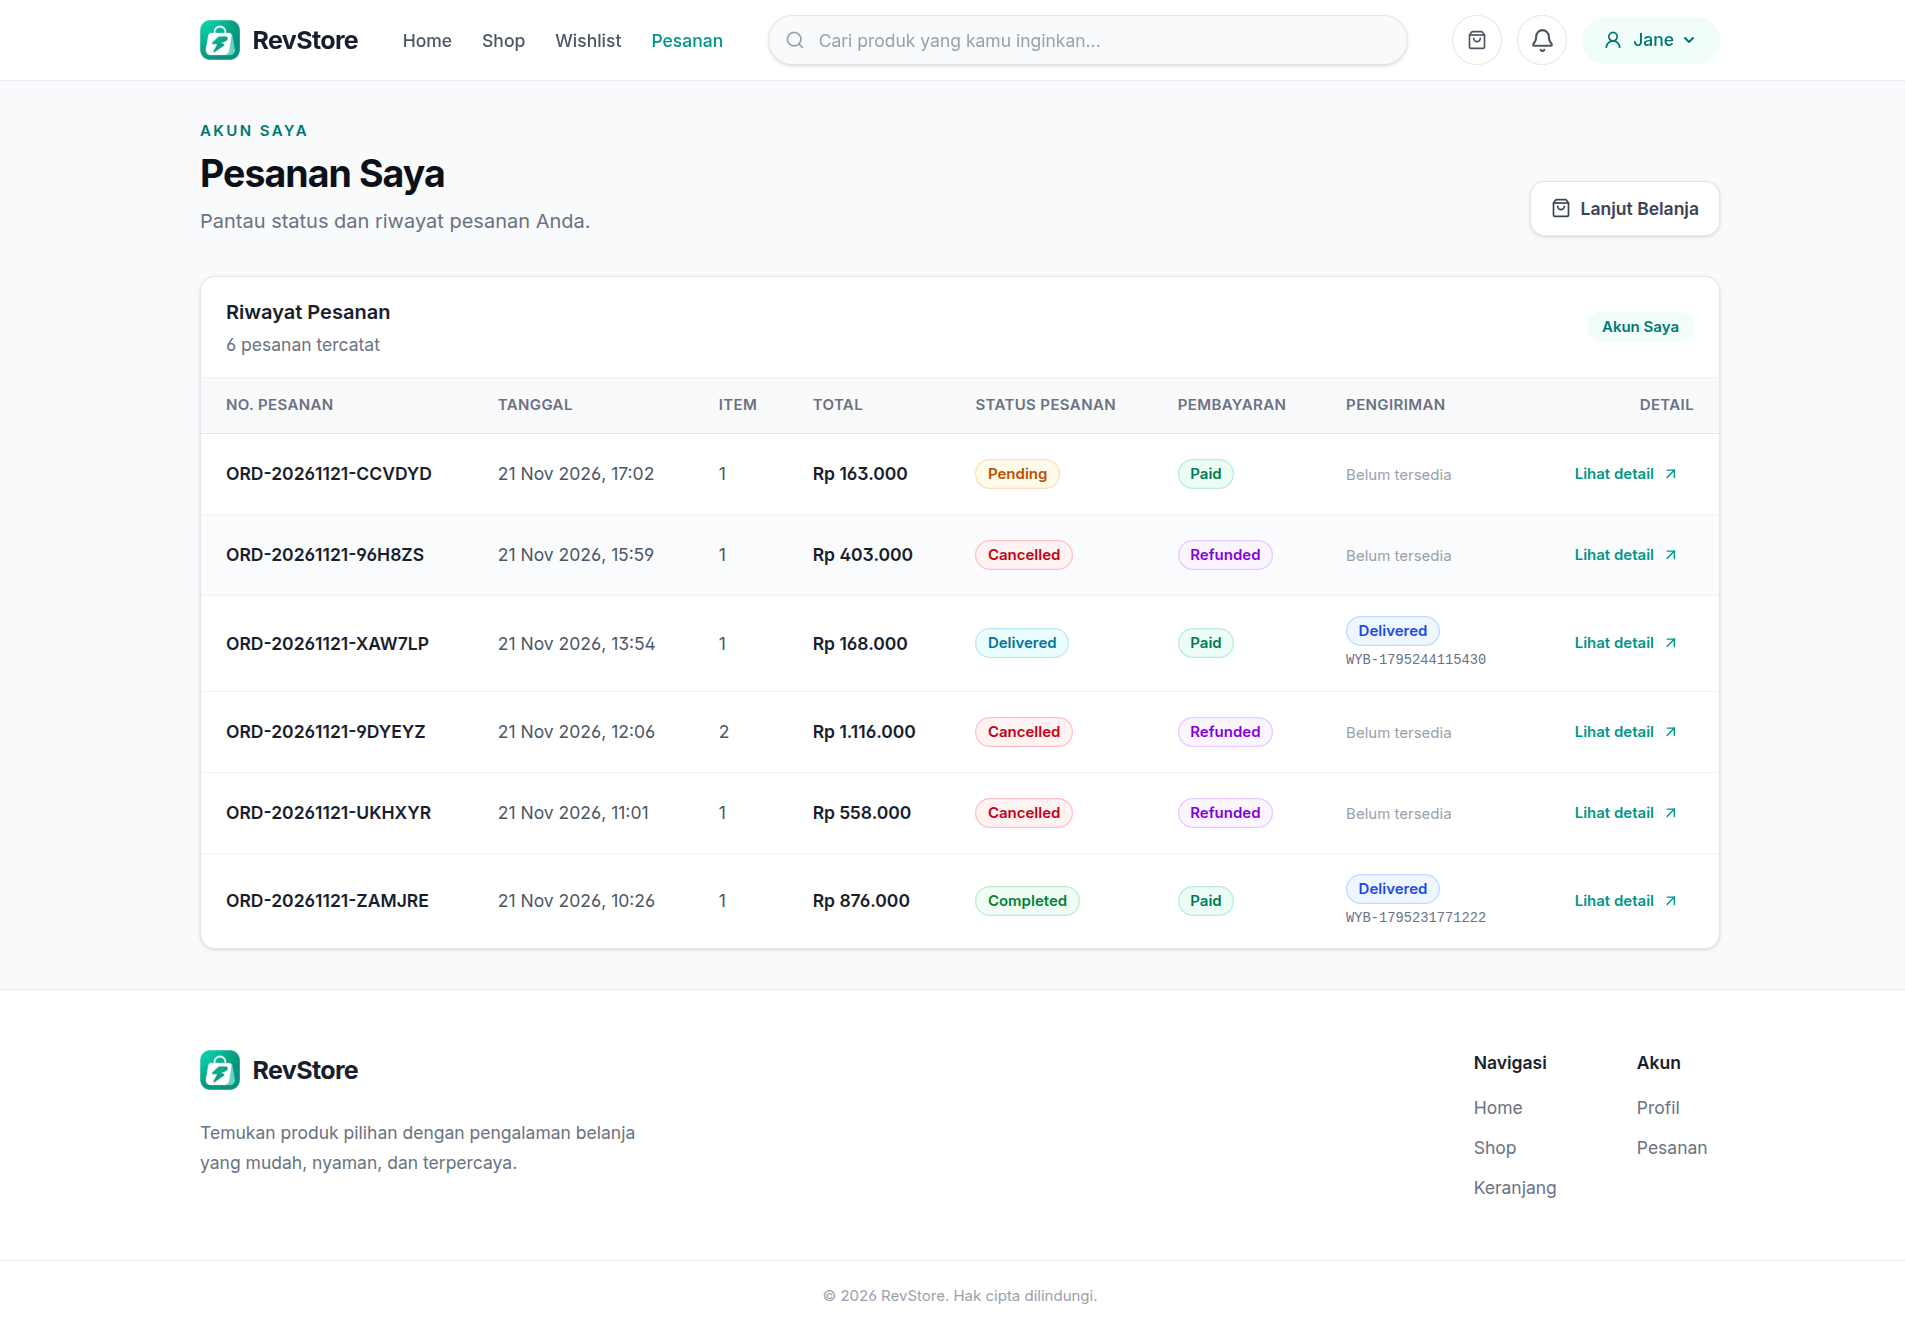 RevStore
Home
Shop
Wishlist
Pesanan
Cari produk yang kamu inginkan...
Jane
AKUN SAYA
Pesanan Saya
Pantau status dan riwayat pesanan Anda.
Lanjut Belanja
Riwayat Pesanan
6 pesanan tercatat
Akun Saya
NO. PESANAN TANGGAL ITEM TOTAL STATUS PESANAN PEMBAYARAN PENGIRIMAN DETAIL
ORD-20261121-CCVDYD 21 Nov 2026, 17:02 1 Rp 163.000 Pending Paid Belum tersedia Lihat detail
ORD-20261121-96H8ZS 21 Nov 2026, 15:59 1 Rp 403.000 Cancelled Refunded Belum tersedia Lihat detail
ORD-20261121-XAW7LP 21 Nov 2026, 13:54 1 Rp 168.000 Delivered Paid Delivered Lihat detail
WYB-1795244115430
ORD-20261121-9DYEYZ 21 Nov 2026, 12:06 2 Rp 1.116.000 Cancelled Refunded Belum tersedia Lihat detail
ORD-20261121-UKHXYR 21 Nov 2026, 11:01 1 Rp 558.000 Cancelled Refunded Belum tersedia Lihat detail
ORD-20261121-ZAMJRE 21 Nov 2026, 10:26 1 Rp 876.000 Completed Paid Delivered Lihat detail
WYB-1795231771222
RevStore
Temukan produk pilihan dengan pengalaman belanja
yang mudah, nyaman, dan terpercaya.
Navigasi
Home
Shop
Keranjang
Akun
Profil
Pesanan
© 2026 RevStore. Hak cipta dilindungi.